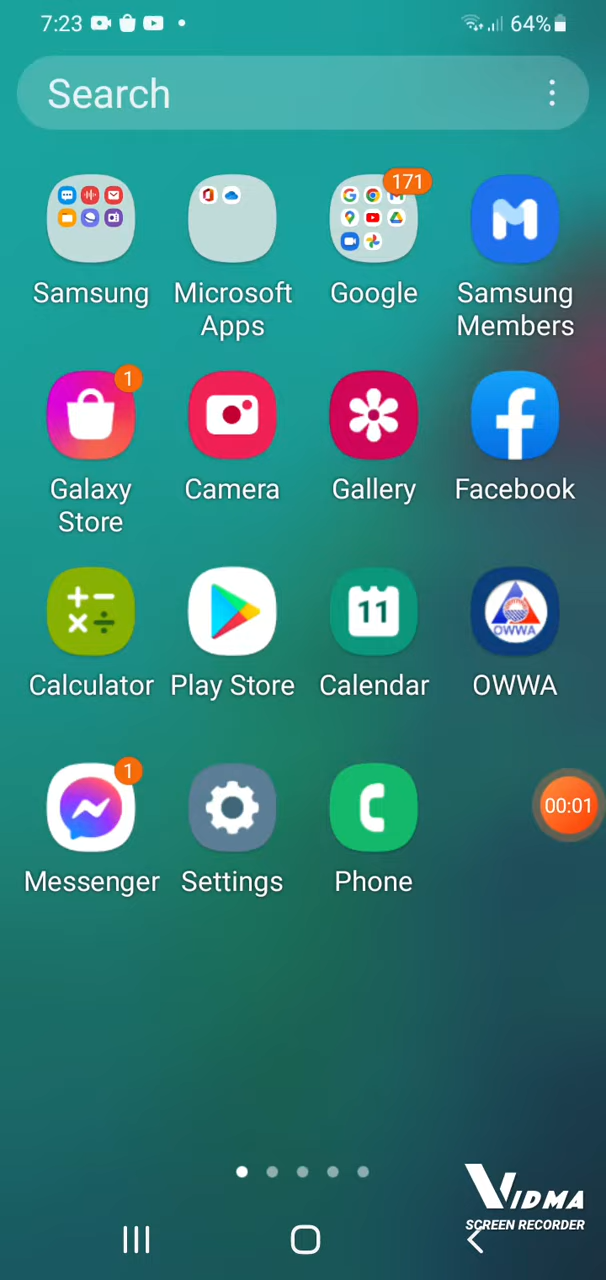 7:23 64%
Search
171
Samsung Microsoft Apps Google Samsung Members
1
Galaxy Store Camera Gallery Facebook
11 OWWA
Calculator Play Store Calendar OWWA
1
00:01
Messenger Settings Phone
VIDMA
SCREEN RECORDER